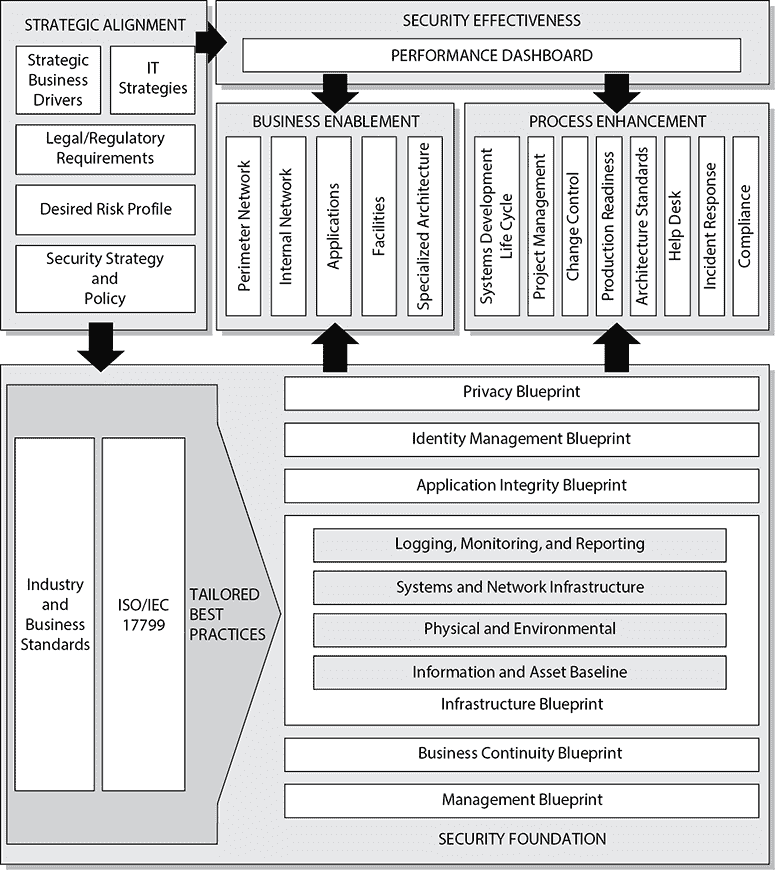 STRATEGIC ALIGNMENT
Strategic
Business
Drivers
IT
Strategies
Legal/Regulatory
Requirements
Desired Risk Profile
Security Strategy
and
Policy
SECURITY EFFECTIVENESS
PERFORMANCE DASHBOARD
BUSINESS ENABLEMENT
Perimeter Network
Internal Network
Applications
Facilities
Specialized Architecture
PROCESS ENHANCEMENT
Systems Development
Life Cycle
Project Management
Change Control
Production Readiness
Architecture Standards
Help Desk
Incident Response
Compliance
Industry
and
Business
Standards
ISO/IEC
17799
TAILORED
BEST
PRACTICES
Privacy Blueprint
Identity Management Blueprint
Application Integrity Blueprint
Logging, Monitoring, and Reporting
Systems and Network Infrastructure
Physical and Environmental
Information and Asset Baseline
Infrastructure Blueprint
Business Continuity Blueprint
Management Blueprint
SECURITY FOUNDATION